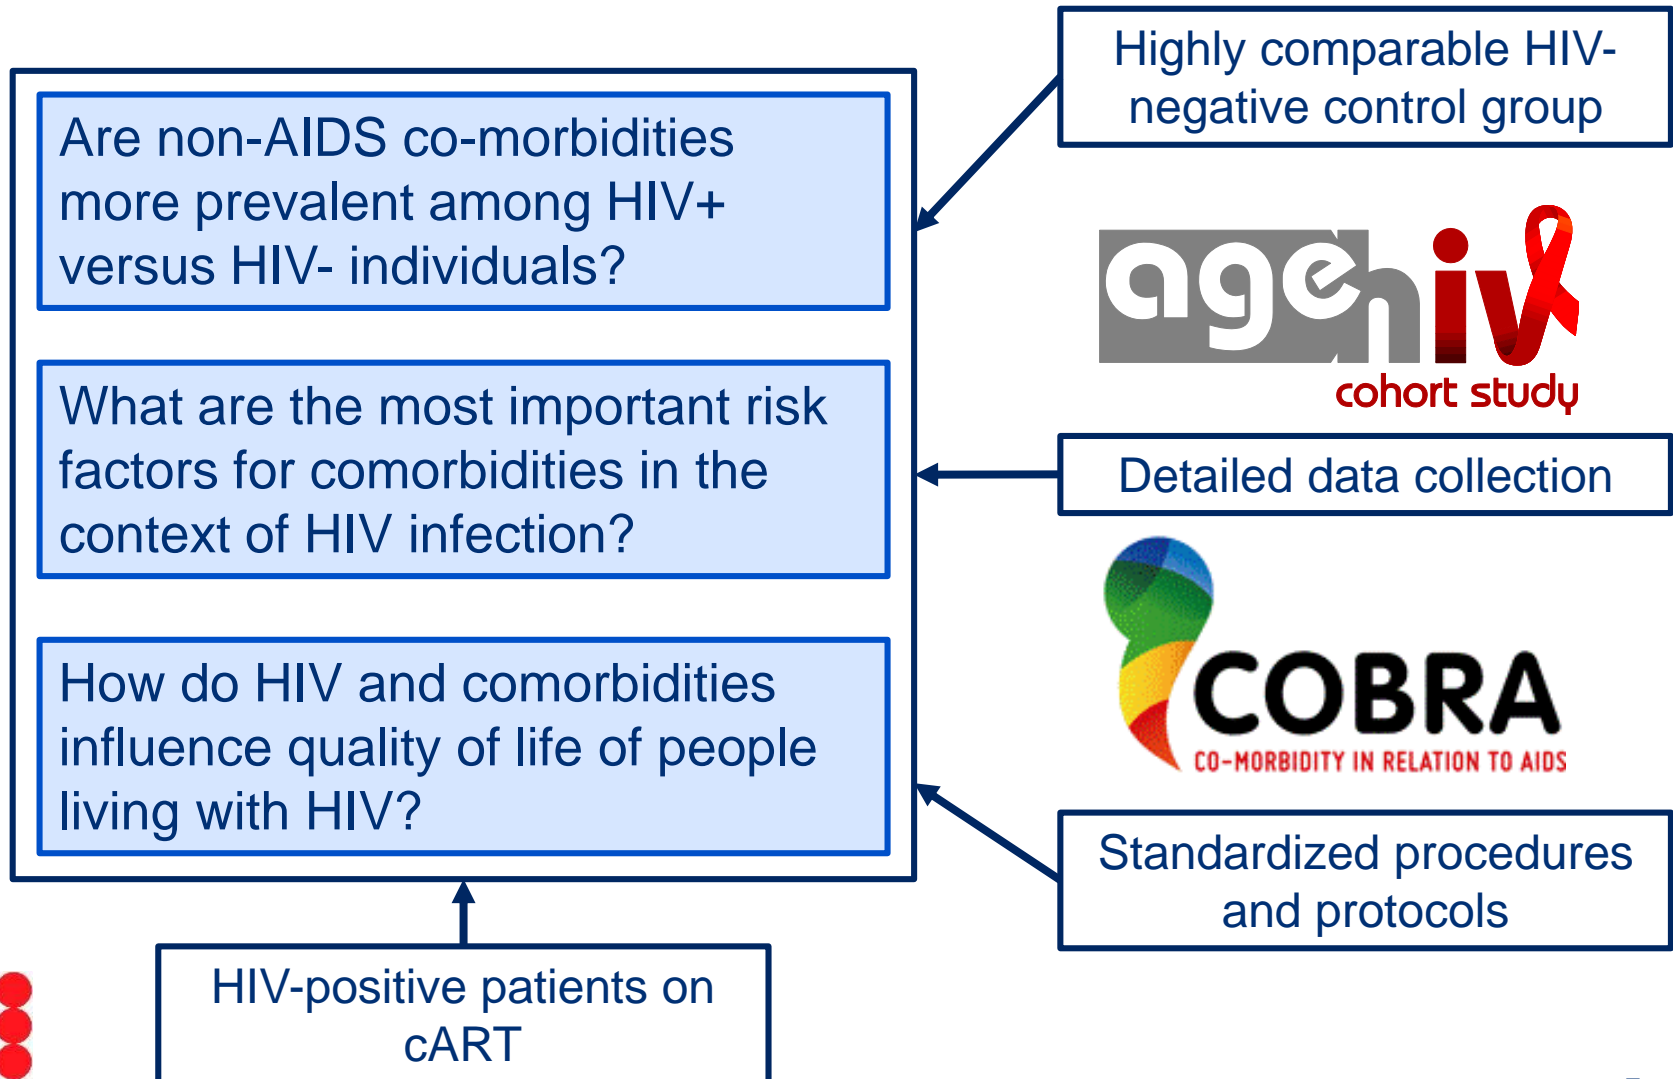 Highly comparable HIV-
negative control group
Are non-AIDS co-morbidities
more prevalent among HIV+
versus HIV- individuals?
agehiv
cohort study
What are the most important risk
factors for comorbidities in the
context of HIV infection?
Detailed data collection
COBRA
CO-MORBIDITY IN RELATION TO AIDS
How do HIV and comorbidities
influence quality of life of people
living with HIV?
Standardized procedures
and protocols
HIV-positive patients on
cART